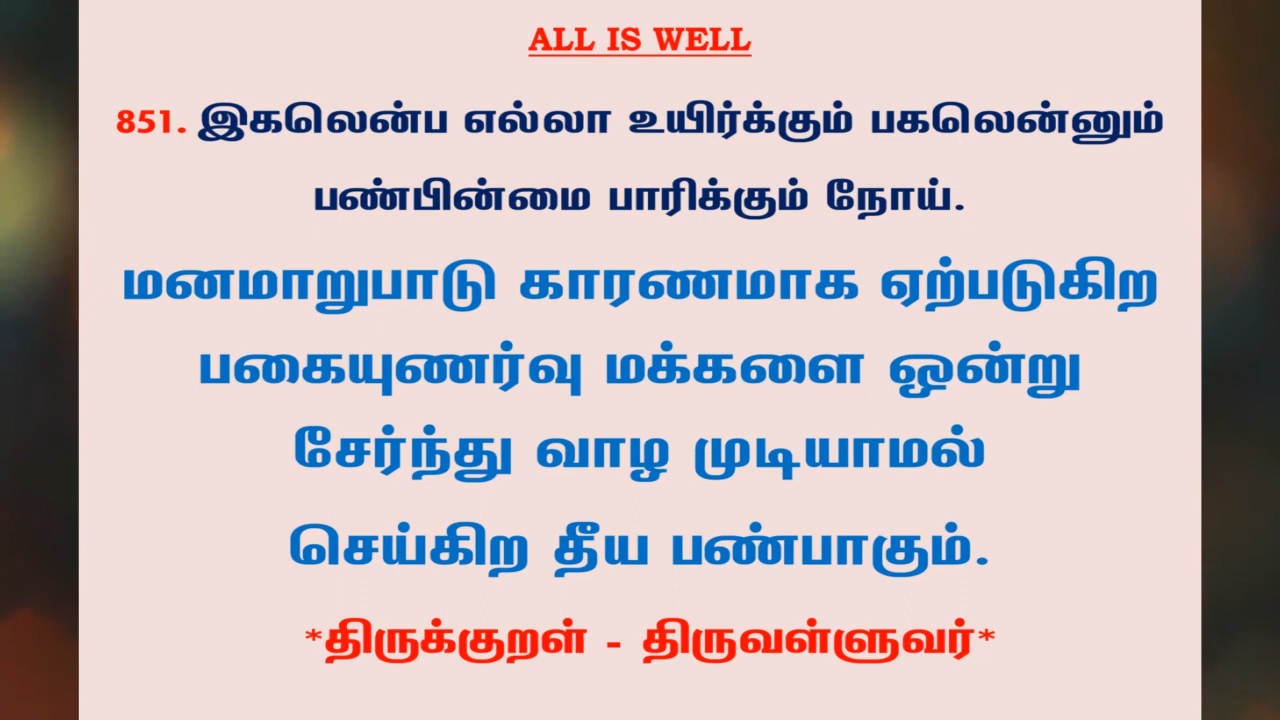 ALL IS WELL
851. இகலென்ப எல்லா உயிர்க்கும் பகலென்னும்
பண்பின்மை பாரிக்கும் நோய்.
மனமாறுபாடு காரணமாக ஏற்படுகிற
பகையுணர்வு மக்களை ஒன்று
சேர்ந்து வாழ முடியாமல்
செய்கிற தீய பண்பாகும்.
*திருக்குறள் - திருவள்ளுவர்*